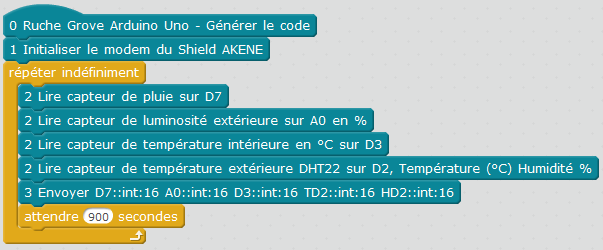 0 Ruche Grove Arduino Uno - Générer le code
1 Initialiser le modem du Shield AKENE
répéter indéfiniment
2 Lire capteur de pluie sur D7
2 Lire capteur de luminosité extérieure sur A0 en %
2 Lire capteur de température intérieure en °C sur D3
2 Lire capteur de température extérieure DHT22 sur D2, Température (°C) Humidité %
3 Envoyer D7::int:16 A0::int:16 D3::int:16 TD2::int:16 HD2::int:16
attendre 900 secondes